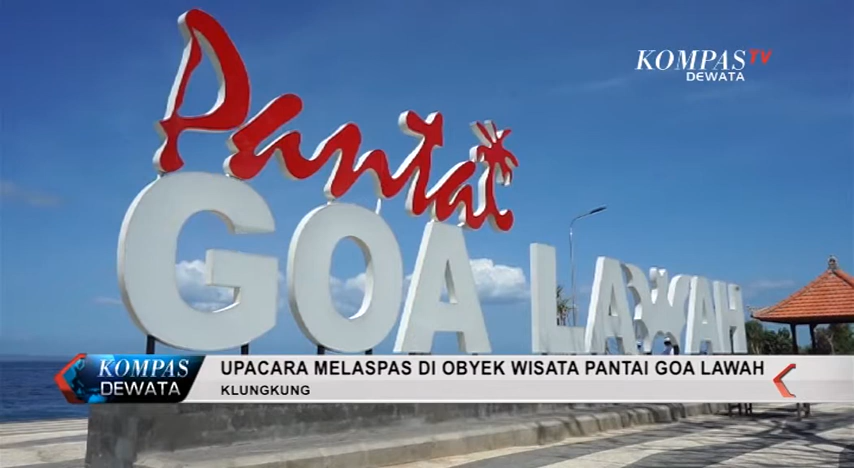 KOMPAS TV
DEWATA
Pantai
GOA LAWAH
KOMPAS
DEWATA
UPACARA MELASPAS DI OBYEK WISATA PANTAI GOA LAWAH
KLUNGKUNG